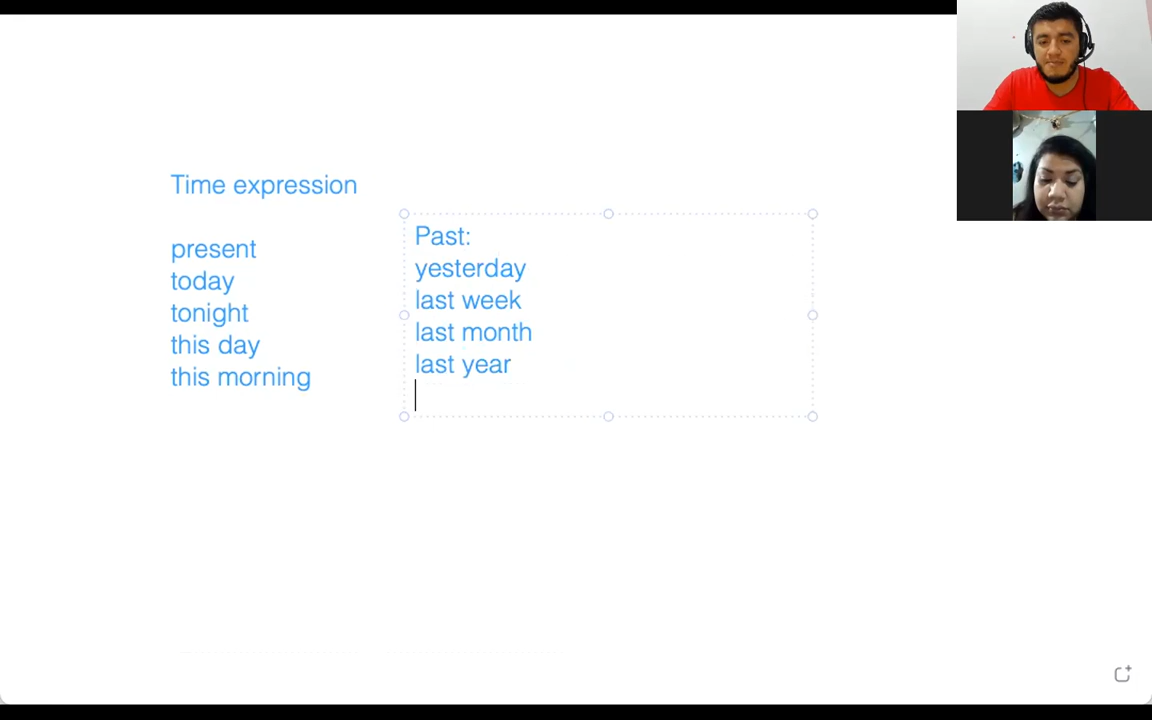 Time expression
present
today
tonight
this day
this morning
Past:
yesterday
last week
last month
last year